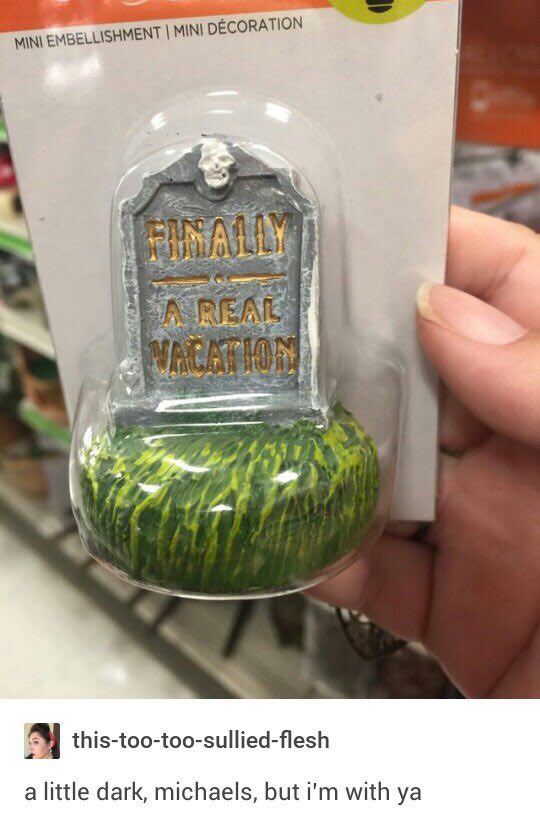 MINI EMBELLISHMENT | MINI DÉCORATION
FINALLY
A REAL
VACATION
this-too-too-sullied-flesh
a little dark, michaels, but i'm with ya